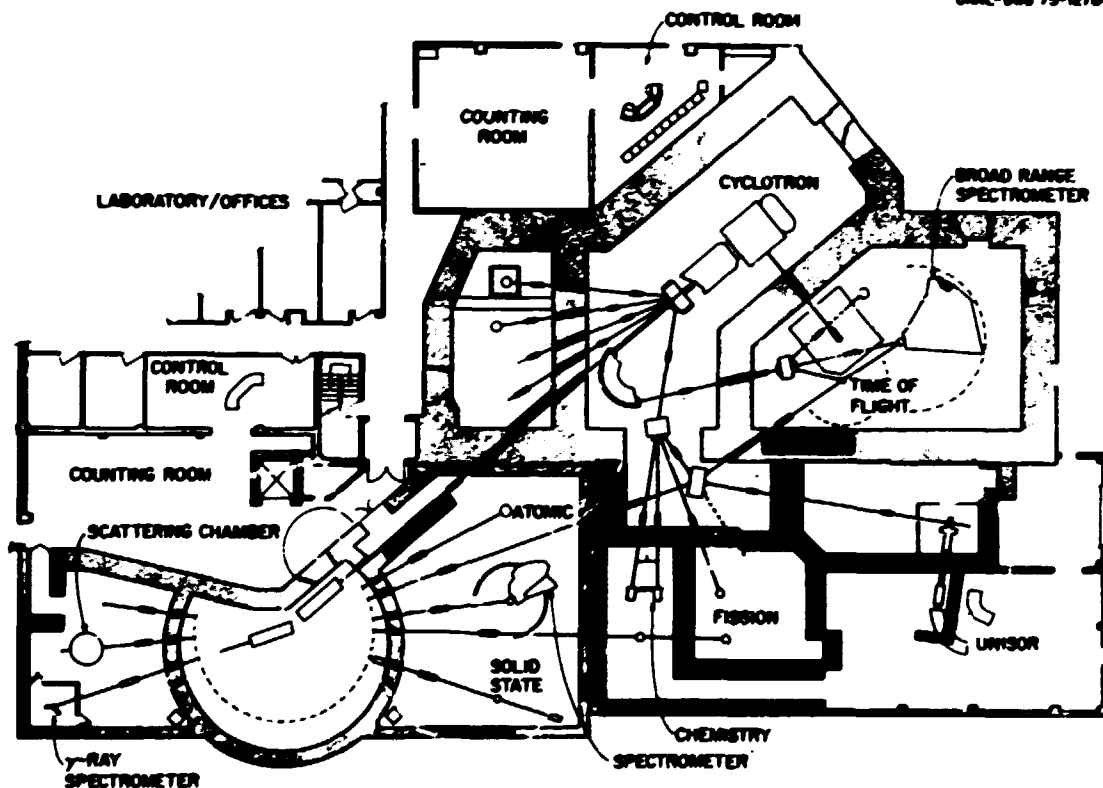 CONTROL ROOM
COUNTING
ROOM
LABORATORY/OFFICES
CYCLOTRON
BROAD RANGE
SPECTROMETER
CONTROL
ROOM
TIME OF
FLIGHT
COUNTING ROOM
SCATTERING CHAMBER
ATOMIC
FISSION
UNISOR
SOLID
STATE
CHEMISTRY
SPECTROMETER
γ-RAY
SPECTROMETER